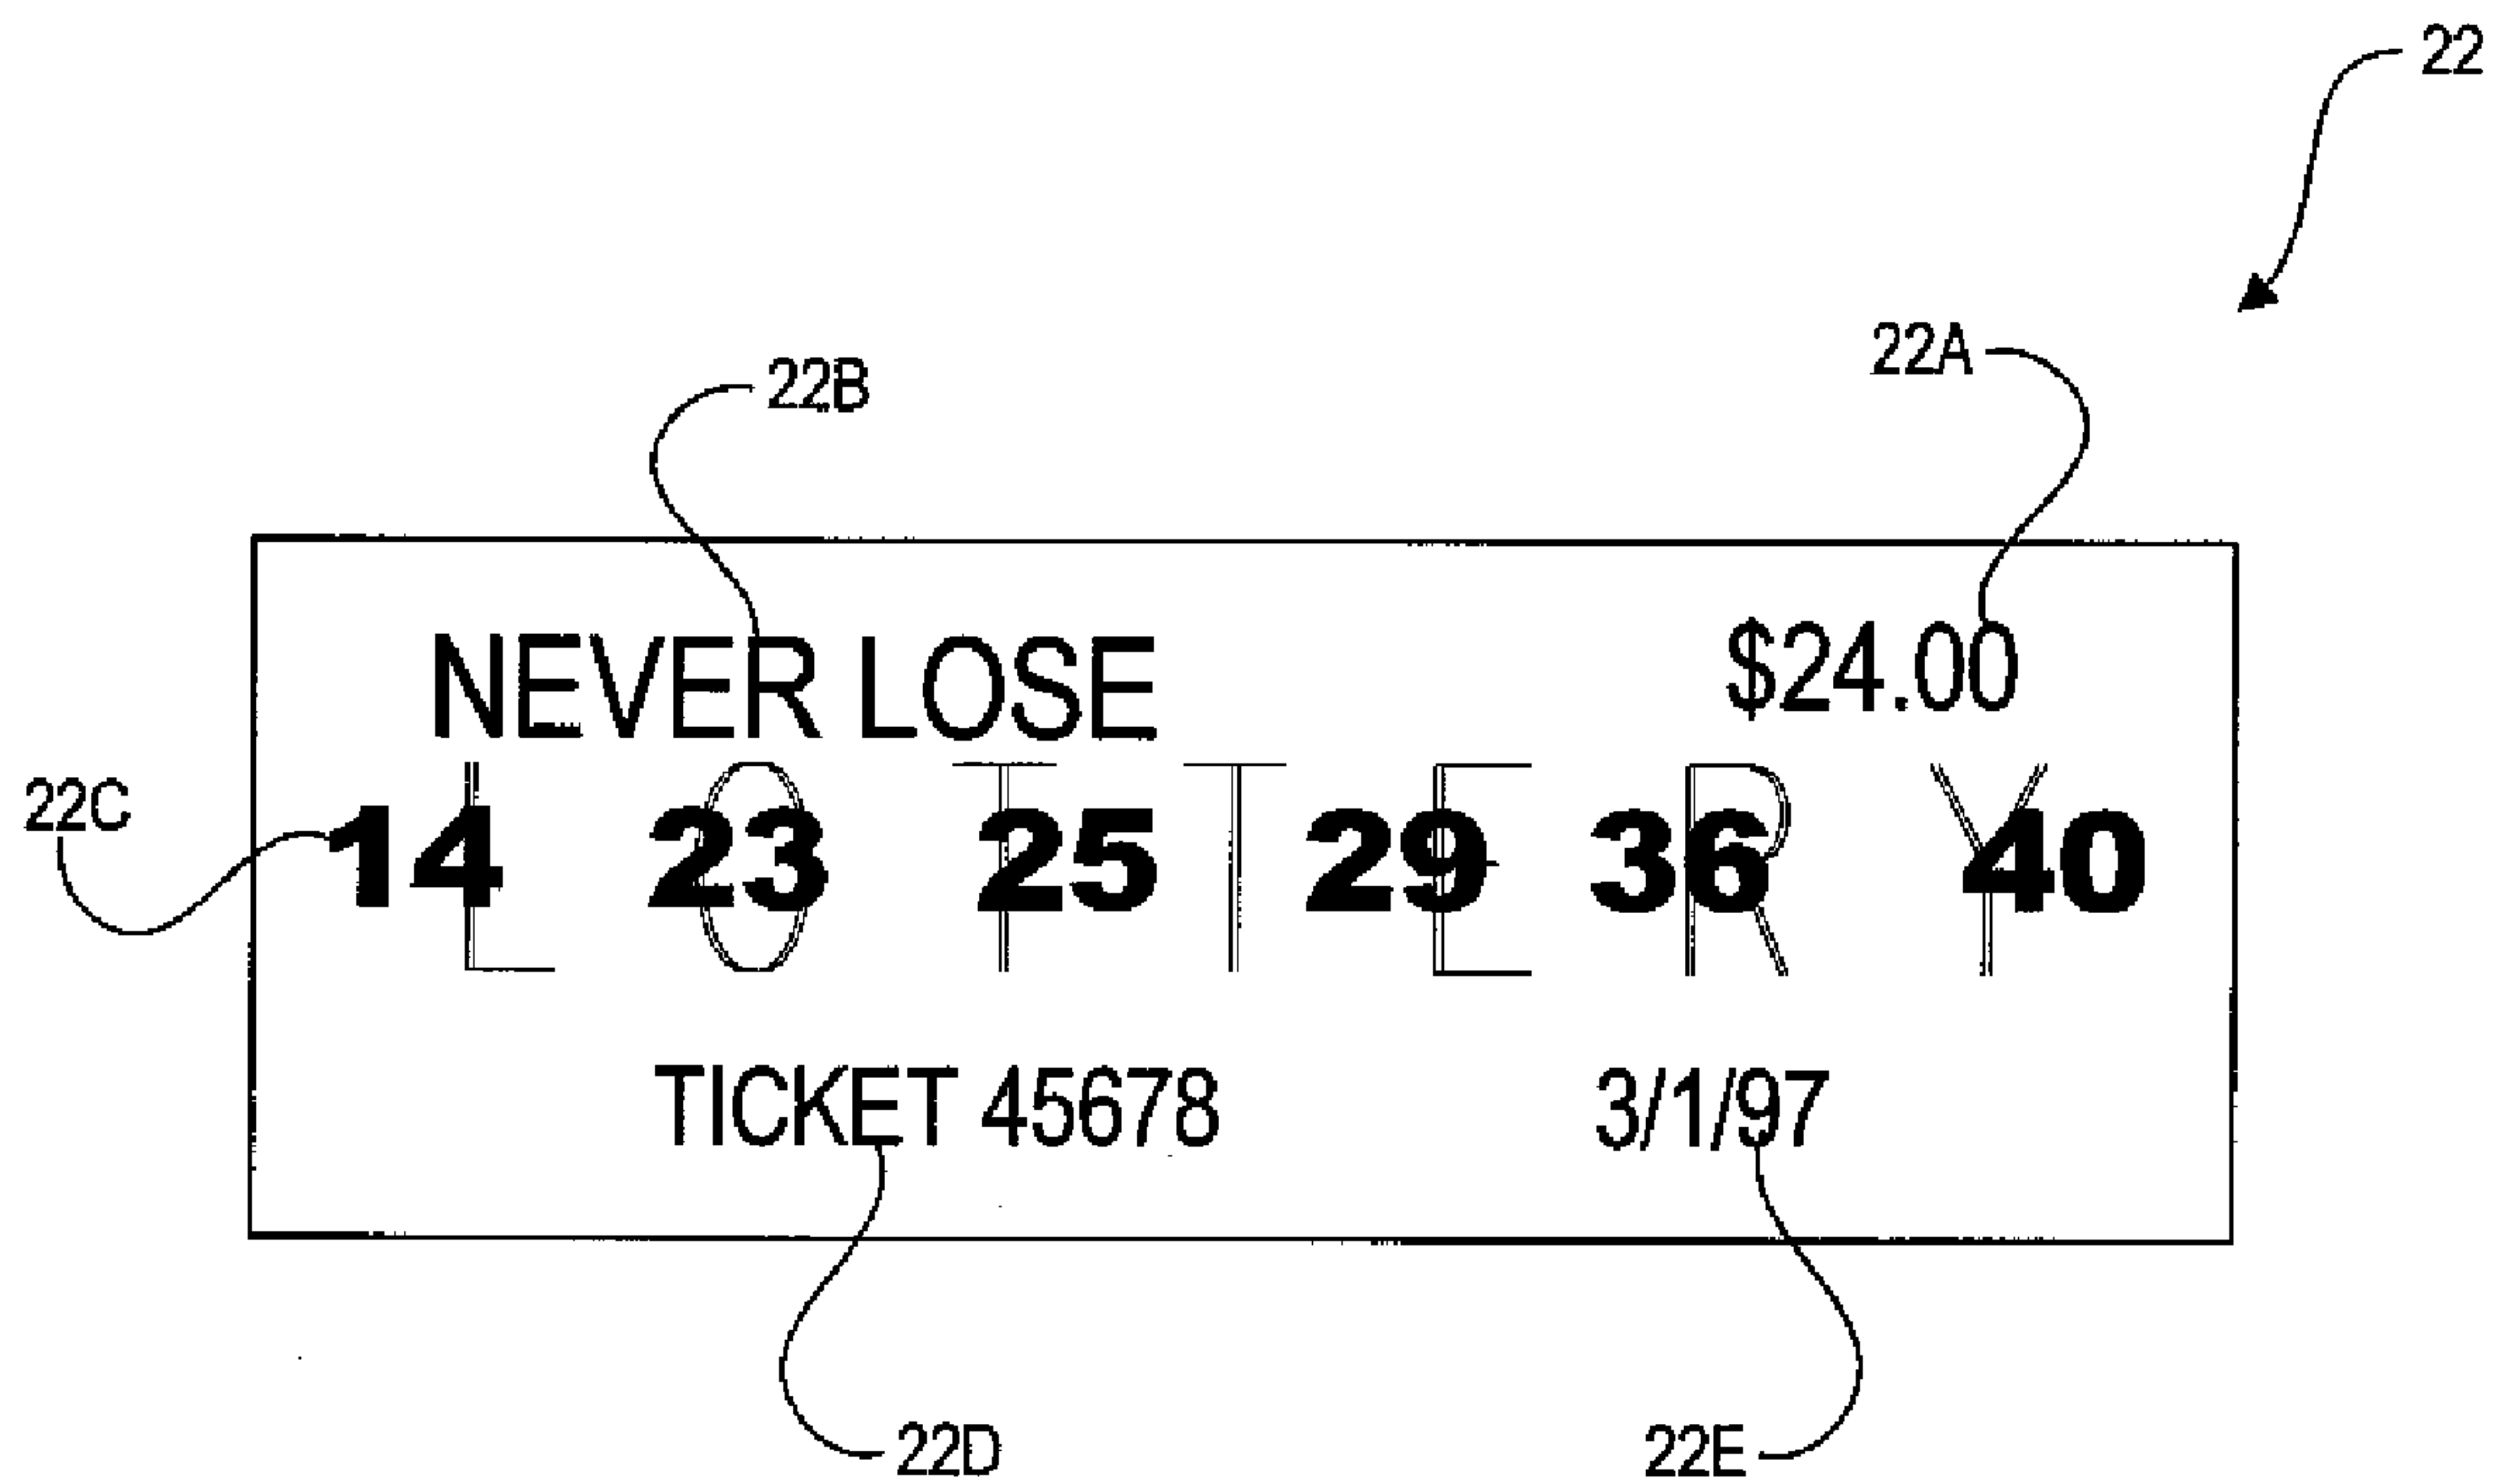 22
22A
22B
NEVER LOSE $24.00
LOTTERY
22C
14 23 25 29 36 40
TICKET 45678 3/1/97
22D 22E